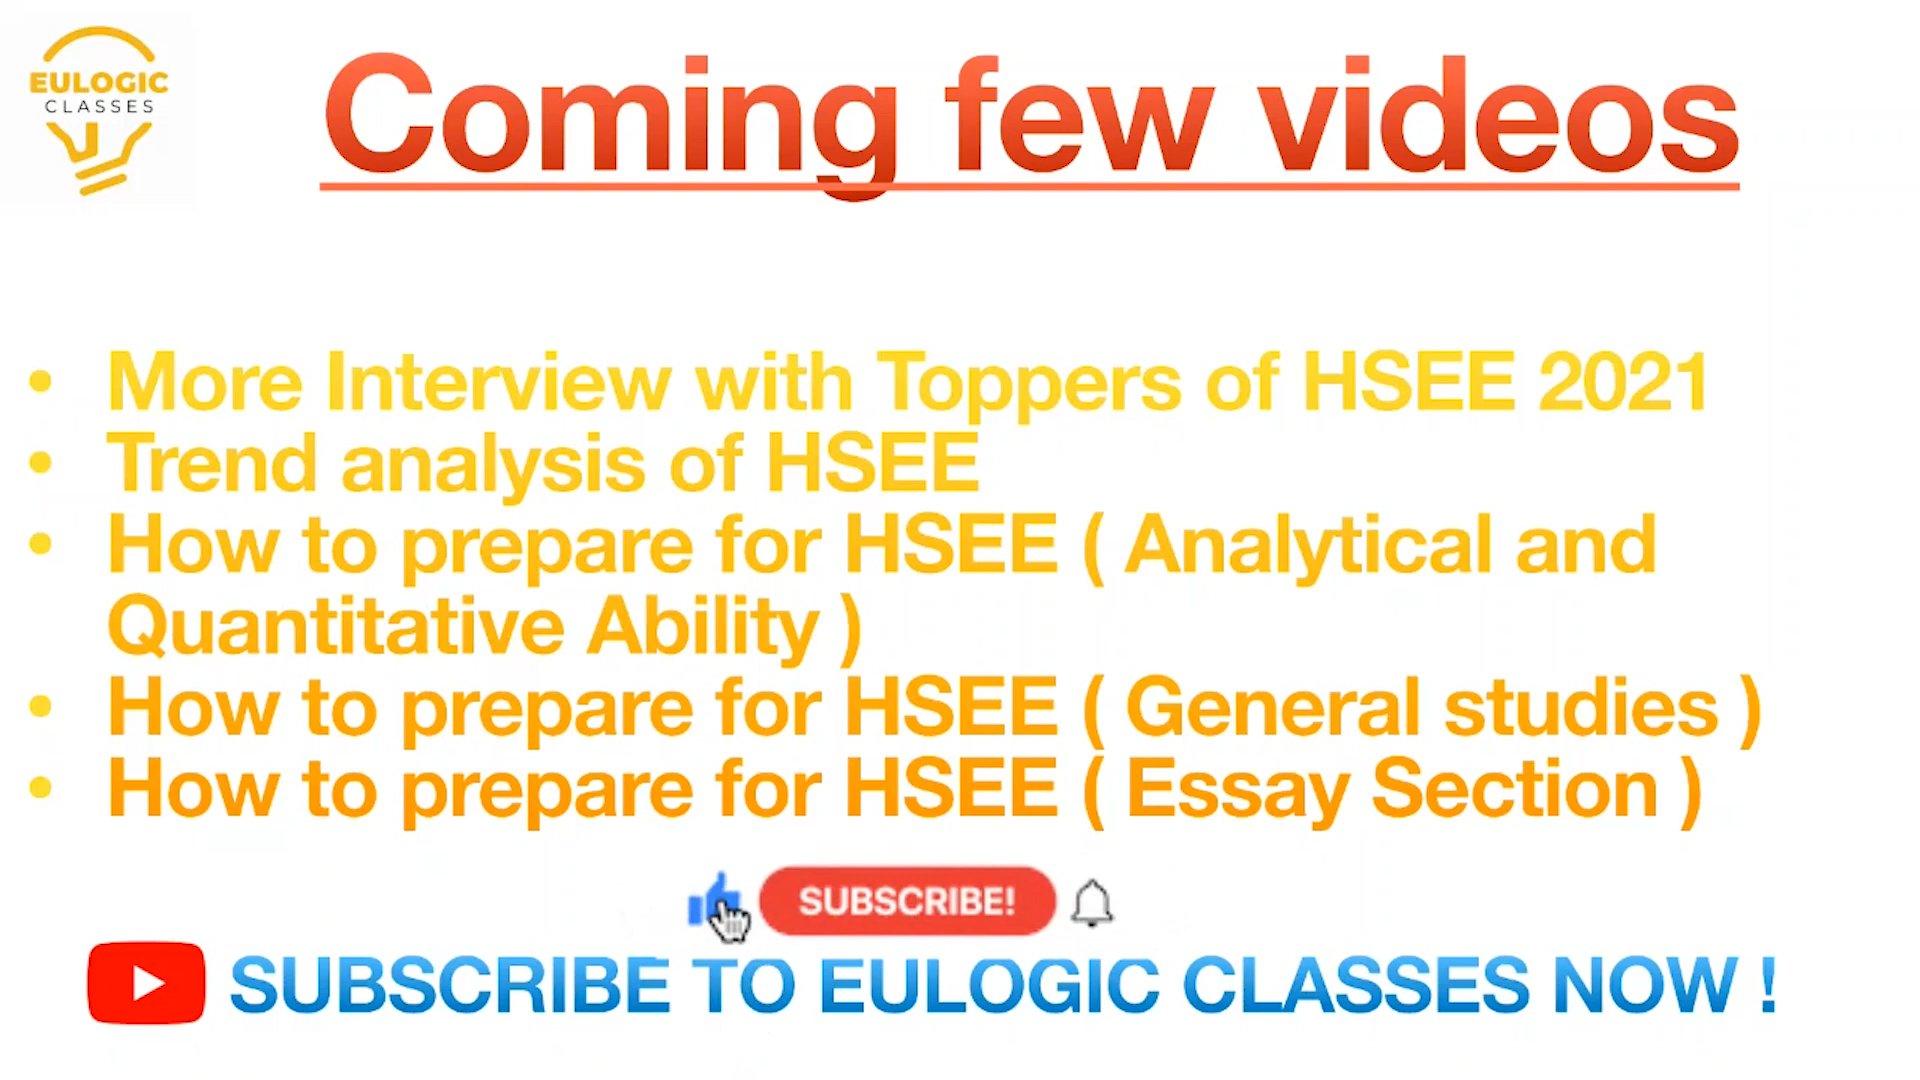 EULOGIC
CLASSES
Coming few videos
• More Interview with Toppers of HSEE 2021
• Trend analysis of HSEE
• How to prepare for HSEE ( Analytical and
Quantitative Ability )
• How to prepare for HSEE ( General studies )
• How to prepare for HSEE ( Essay Section )
SUBSCRIBE!
SUBSCRIBE TO EULOGIC CLASSES NOW !